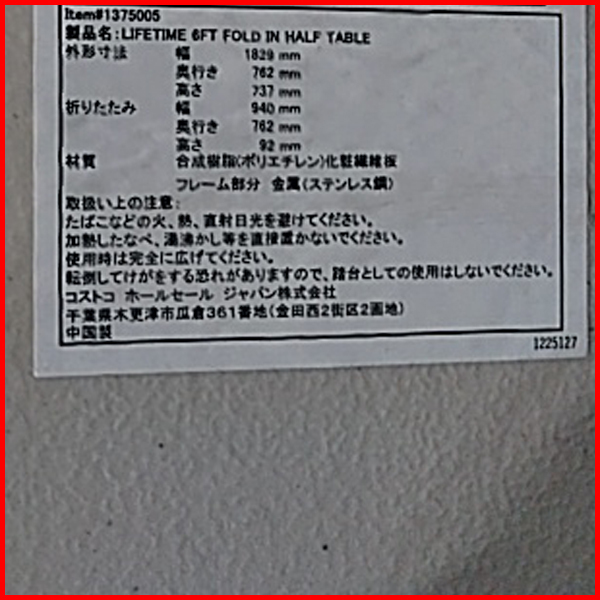 Item#1375005
製品名:LIFETIME 6FT FOLD IN HALF TABLE
外形寸法 幅 1829 mm
奥行き 762 mm
高さ 737 mm
折りたたみ 幅 940 mm
奥行き 762 mm
高さ 92 mm
材質 合成樹脂(ポリエチレン)化粧繊維板
フレーム部分 金属(ステンレス鋼)
取扱い上の注意:
たばこなどの火、熱、直射日光を避けてください。
加熱したなべ、湯沸かし等を直接置かないでください。
使用時は完全に広げてください。
転倒してけがをする恐れがありますので、踏台としての使用はしないでください。
コストコ ホールセール ジャパン株式会社
千葉県木更津市瓜倉361番地(金田西2街区2画地)
中国製
1225127